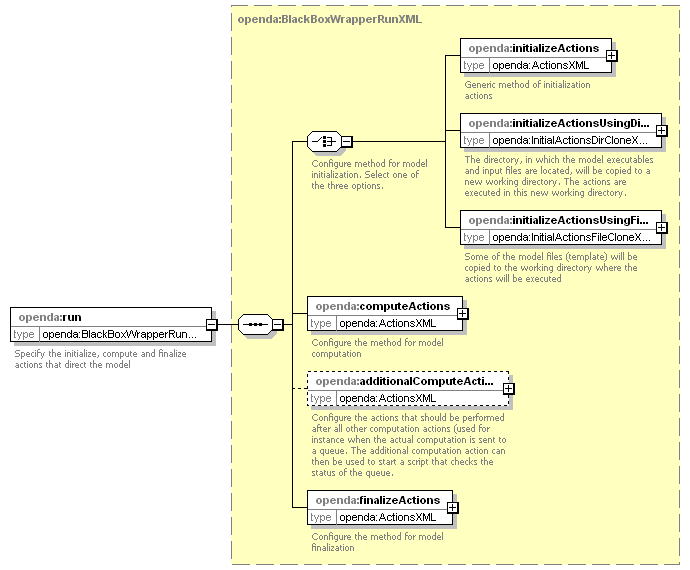 openda:BlackBoxWrapperRunXML
openda:initializeActions
type openda:ActionsXML
Generic method of initialization
actions
openda:initializeActionsUsingDi...
type openda:InitialActionsDirCloneX...
The directory, in which the model executables
and input files are located, will be copied to a
new working directory. The actions are
executed in this new working directory.
Configure method for model
initialization. Select one of
the three options.
openda:initializeActionsUsingFi...
type openda:InitialActionsFileCloneX...
Some of the model files (template) will be
copied to the working directory where the
actions will be executed
openda:run
type openda:BlackBoxWrapperRun...
Specify the initialize, compute and finalize
actions that direct the model
openda:computeActions
type openda:ActionsXML
Configure the method for model
computation
openda:additionalComputeActi...
type openda:ActionsXML
Configure the actions that should be performed
after all other computation actions (used for
instance when the actual computation is sent to
a queue. The additional computation action can
then be used to start a script that checks the
status of the queue.
openda:finalizeActions
type openda:ActionsXML
Configure the method for model
finalization